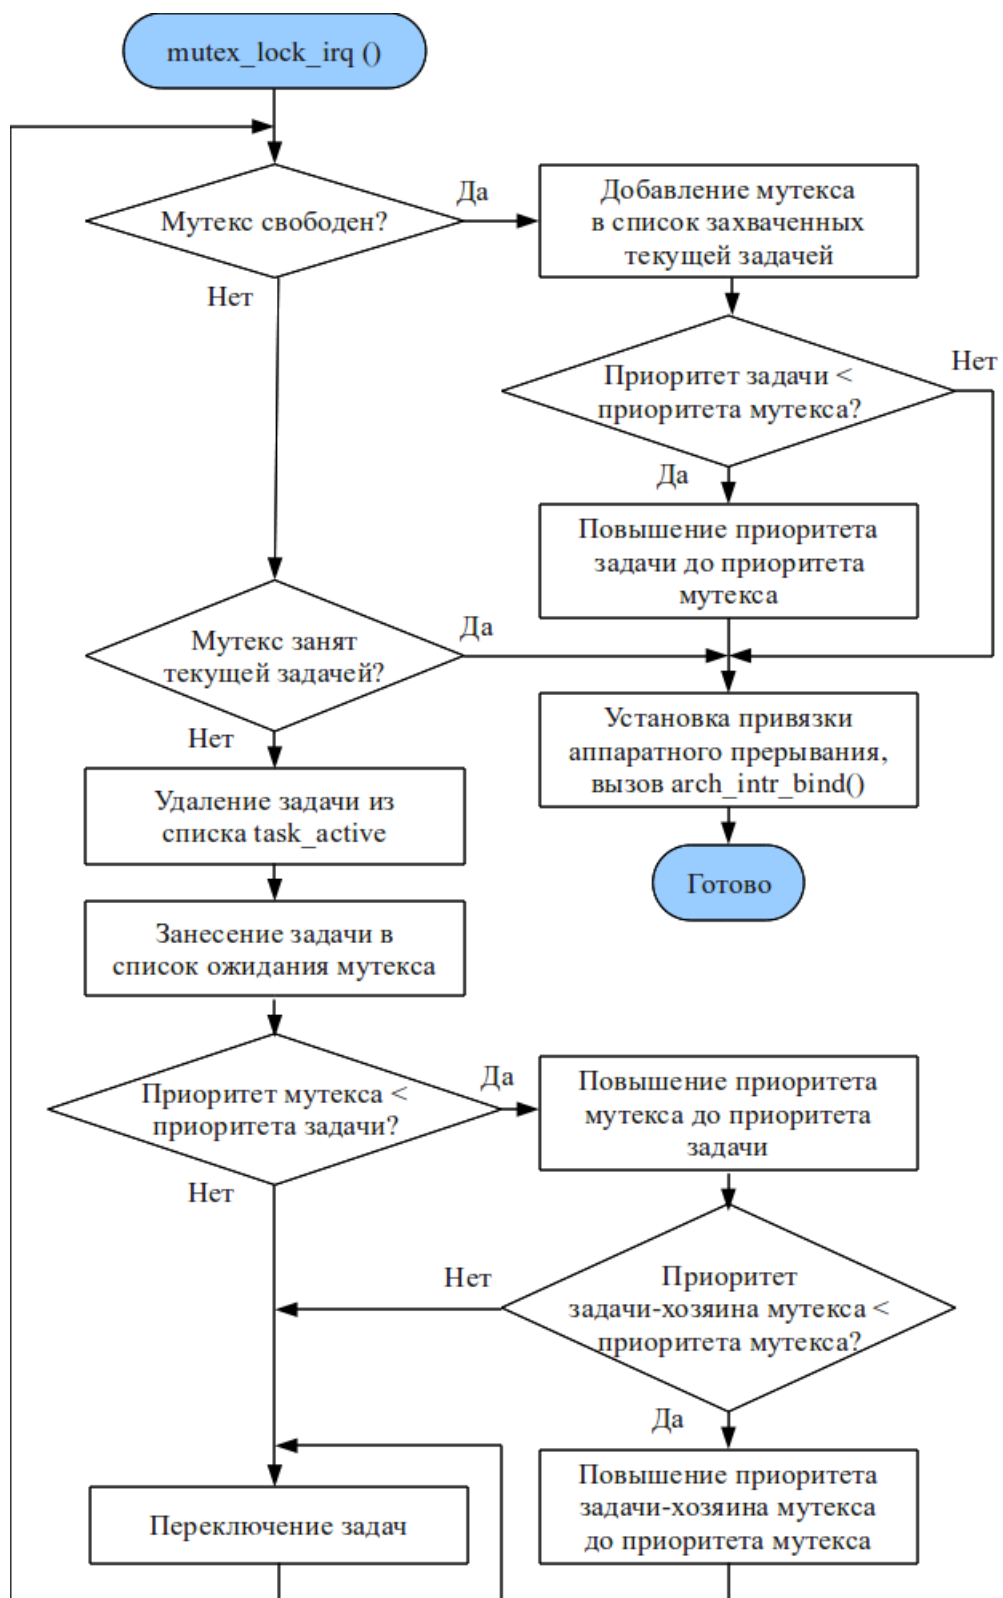 mutex_lock_irq ()
Мутекс свободен?
Да
Нет
Добавление мутекса
в список захваченных
текущей задачей
Приоритет задачи <
приоритета мутекса?
Нет
Да
Повышение приоритета
задачи до приоритета
мутекса
Мутекс занят
текущей задачей?
Да
Нет
Установка привязки
аппаратного прерывания,
вызов arch_intr_bind()
Готово
Удаление задачи из
списка task_active
Занесение задачи в
список ожидания мутекса
Приоритет мутекса <
приоритета задачи?
Да
Нет
Повышение приоритета
мутекса до приоритета
задачи
Приоритет
задачи-хозяина мутекса <
приоритета мутекса?
Нет
Да
Повышение приоритета
задачи-хозяина мутекса
до приоритета мутекса
Переключение задач